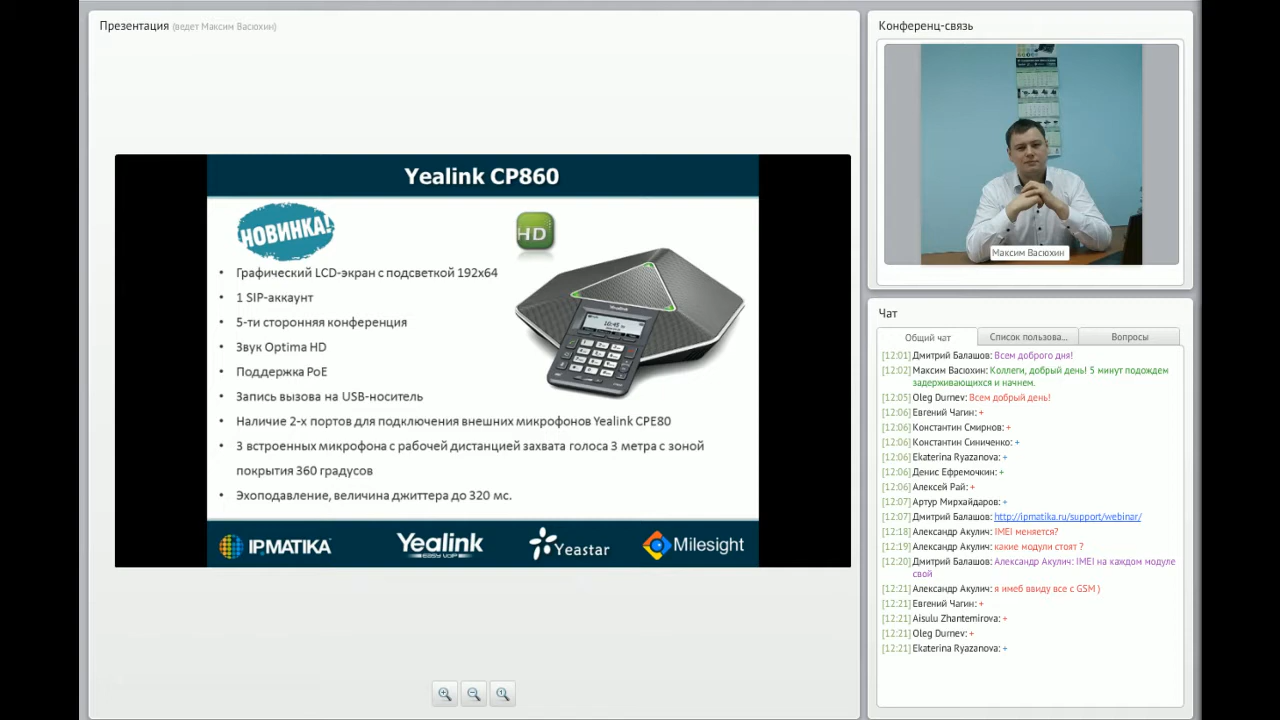 Презентация (ведет Максим Васюхин)
Yealink CP860
НОВИНКА!
HD
• Графический LCD-экран с подсветкой 192x64
• 1 SIP-аккаунт
• 5-ти сторонняя конференция
• Звук Optima HD
• Поддержка PoE
• Запись вызова на USB-носитель
• Наличие 2-х портов для подключения внешних микрофонов Yealink CPE80
• 3 встроенных микрофона с рабочей дистанцией захвата голоса 3 метра с зоной
покрытия 360 градусов
• Эхоподавление, величина джиттера до 320 мс.
IPMATIKA
Yealink
EASY VOIP
Yeastar
Milesight
Конференц-связь
Максим Васюхин
Чат
Общий чат
Список пользова...
Вопросы
[12:01] Дмитрий Балашов: Всем доброго дня!
[12:02] Максим Васюхин: Коллеги, добрый день! 5 минут подождем
задерживающихся и начнем.
[12:05] Oleg Durnev: Всем добрый день!
[12:06] Евгений Чагин: +
[12:06] Константин Смирнов: +
[12:06] Константин Синиченко: +
[12:06] Ekaterina Ryazanova: +
[12:06] Денис Ефремочкин: +
[12:06] Алексей Рай: +
[12:07] Артур Мирхайдаров: +
[12:07] Дмитрий Балашов: http://ipmatika.ru/support/webinar/
[12:18] Александр Акулич: IMEI меняется?
[12:19] Александр Акулич: какие модули стоят ?
[12:20] Дмитрий Балашов: Александр Акулич: IMEI на каждом модуле
свой
[12:21] Александр Акулич: я имеб ввиду все с GSM )
[12:21] Евгений Чагин: +
[12:21] Aisulu Zhantemirova: +
[12:21] Oleg Durnev: +
[12:21] Ekaterina Ryazanova: +